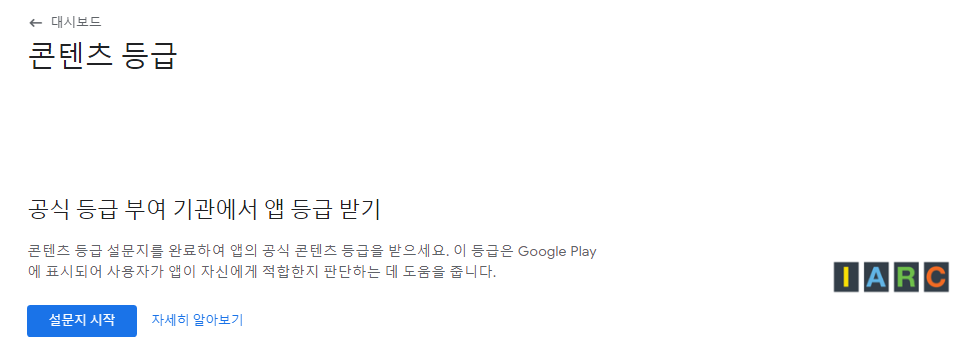 ← 대시보드
콘텐츠 등급
공식 등급 부여 기관에서 앱 등급 받기
콘텐츠 등급 설문지를 완료하여 앱의 공식 콘텐츠 등급을 받으세요. 이 등급은 Google Play
에 표시되어 사용자가 앱이 자신에게 적합한지 판단하는 데 도움을 줍니다.
IARC
설문지 시작 자세히 알아보기